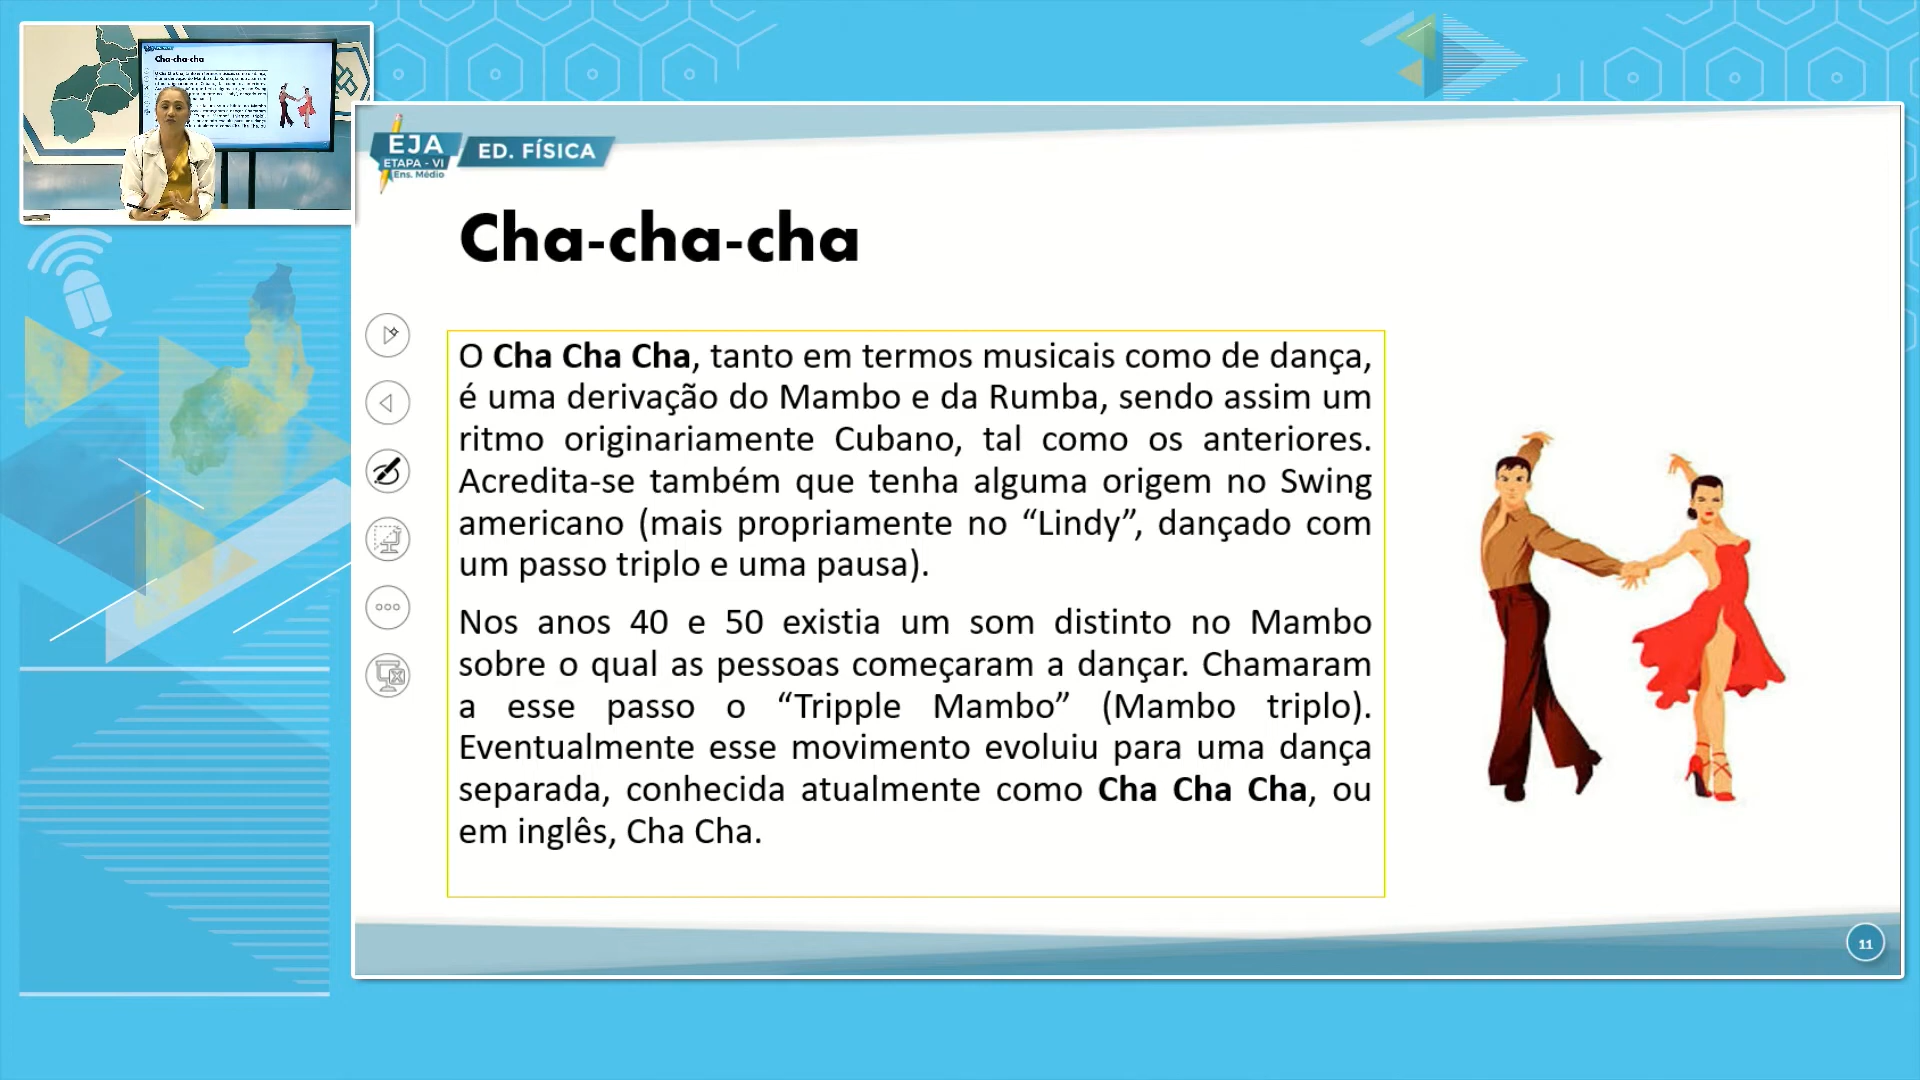 Cha-cha-cha
EJA
ETAPA - VI
Ens. Médio
ED. FÍSICA
Cha-cha-cha
O Cha Cha Cha, tanto em termos musicais como de dança,
é uma derivação do Mambo e da Rumba, sendo assim um
ritmo originariamente Cubano, tal como os anteriores.
Acredita-se também que tenha alguma origem no Swing
americano (mais propriamente no “Lindy”, dançado com
um passo triplo e uma pausa).
Nos anos 40 e 50 existia um som distinto no Mambo
sobre o qual as pessoas começaram a dançar. Chamaram
a esse passo o “Tripple Mambo” (Mambo triplo).
Eventualmente esse movimento evoluiu para uma dança
separada, conhecida atualmente como Cha Cha Cha, ou
em inglês, Cha Cha.
11